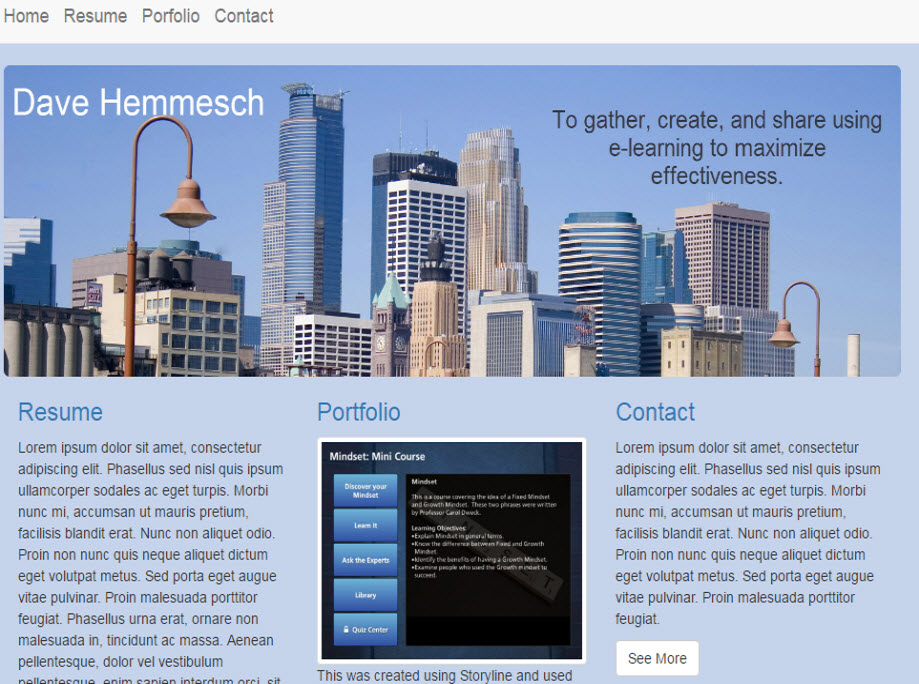 Home Resume Porfolio Contact
Dave Hemmesch
To gather, create, and share using
e-learning to maximize
effectiveness.
Resume
Lorem ipsum dolor sit amet, consectetur
adipiscing elit. Phasellus sed nisl quis ipsum
ullamcorper sodales ac eget turpis. Morbi
nunc mi, accumsan ut mauris pretium,
facilisis blandit erat. Nunc non aliquet odio.
Proin non nunc quis neque aliquet dictum
eget volutpat metus. Sed porta eget augue
vitae pulvinar. Proin malesuada porttitor
feugiat. Phasellus urna erat, ornare non
malesuada in, tincidunt ac massa. Aenean
pellentesque, dolor vel vestibulum
pellentesque, enim sapien interdum orci, sit
Portfolio
Mindset: Mini Course
Discover your
Mindset
Learn It
Ask the Experts
Library
Quiz Center
Mindset
This is a course covering the idea of a Fixed Mindset
and Growth Mindset. These two phrases were written
by Professor Carol Dweck.
Learning Objectives:
•Explain Mindset in general terms.
•Know the difference between Fixed and Growth
Mindset.
•Identify the benefits of having a Growth Mindset.
•Examine people who used the Growth mindset to
succeed.
This was created using Storyline and used
Contact
Lorem ipsum dolor sit amet, consectetur
adipiscing elit. Phasellus sed nisl quis ipsum
ullamcorper sodales ac eget turpis. Morbi
nunc mi, accumsan ut mauris pretium,
facilisis blandit erat. Nunc non aliquet odio.
Proin non nunc quis neque aliquet dictum
eget volutpat metus. Sed porta eget augue
vitae pulvinar. Proin malesuada porttitor
feugiat.
See More